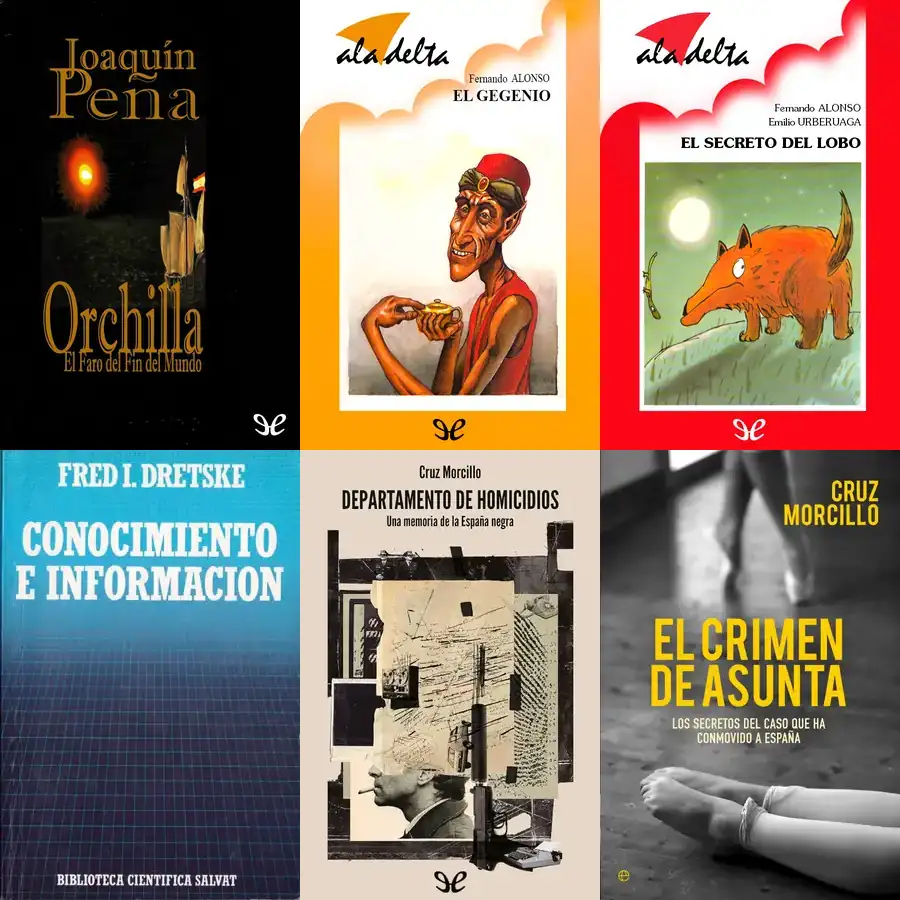 Joaquín
Pena
Orchilla
El Faro del Fin del Mundo
ala delta
Fernando ALONSO
EL GEGENIO
ala delta
Fernando ALONSO
Emilio URBERUAGA
EL SECRETO DEL LOBO
FRED I. DRETSKE
CONOCIMIENTO
E INFORMACION
BIBLIOTECA CIENTIFICA SALVAT
Cruz Morcillo
DEPARTAMENTO DE HOMICIDIOS
Una memoria de la España negra
CRUZ
MORCILLO
EL CRIMEN
DE ASUNTA
LOS SECRETOS DEL CASO QUE HA
CONMOVIDO A ESPAÑA